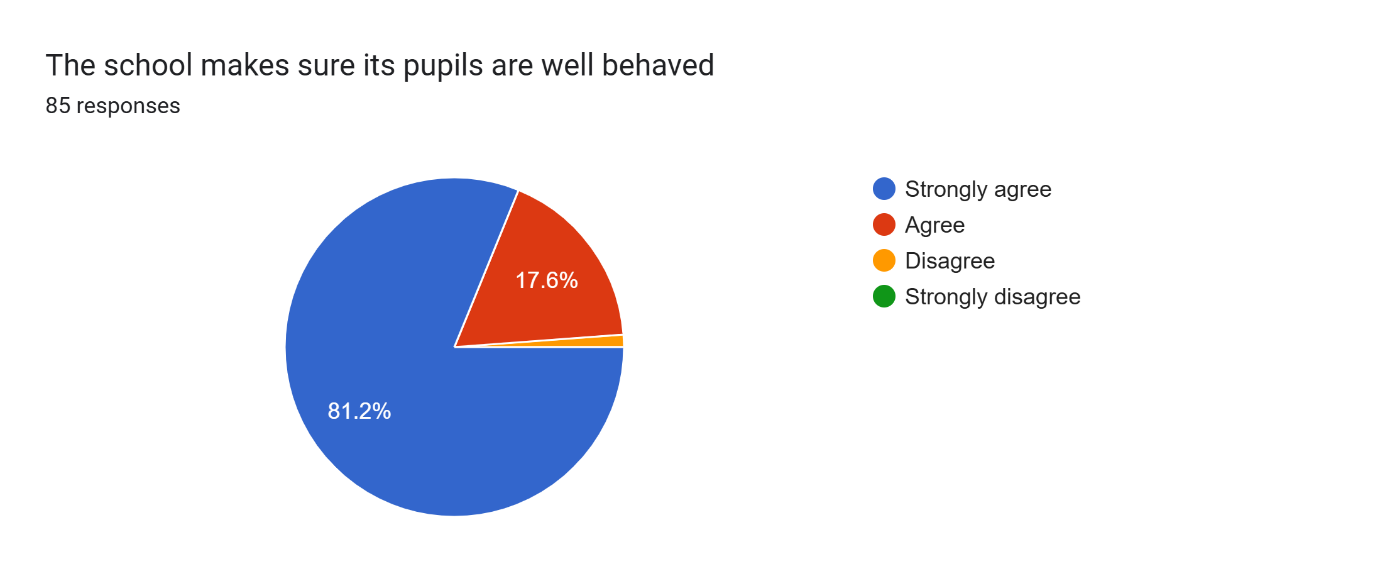 The school makes sure its pupils are well behaved
85 responses
Strongly agree
Agree
Disagree
Strongly disagree
17.6%
81.2%